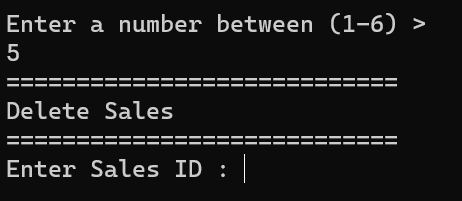 Enter a number between (1-6) >
5
============================
Delete Sales
============================
Enter Sales ID :